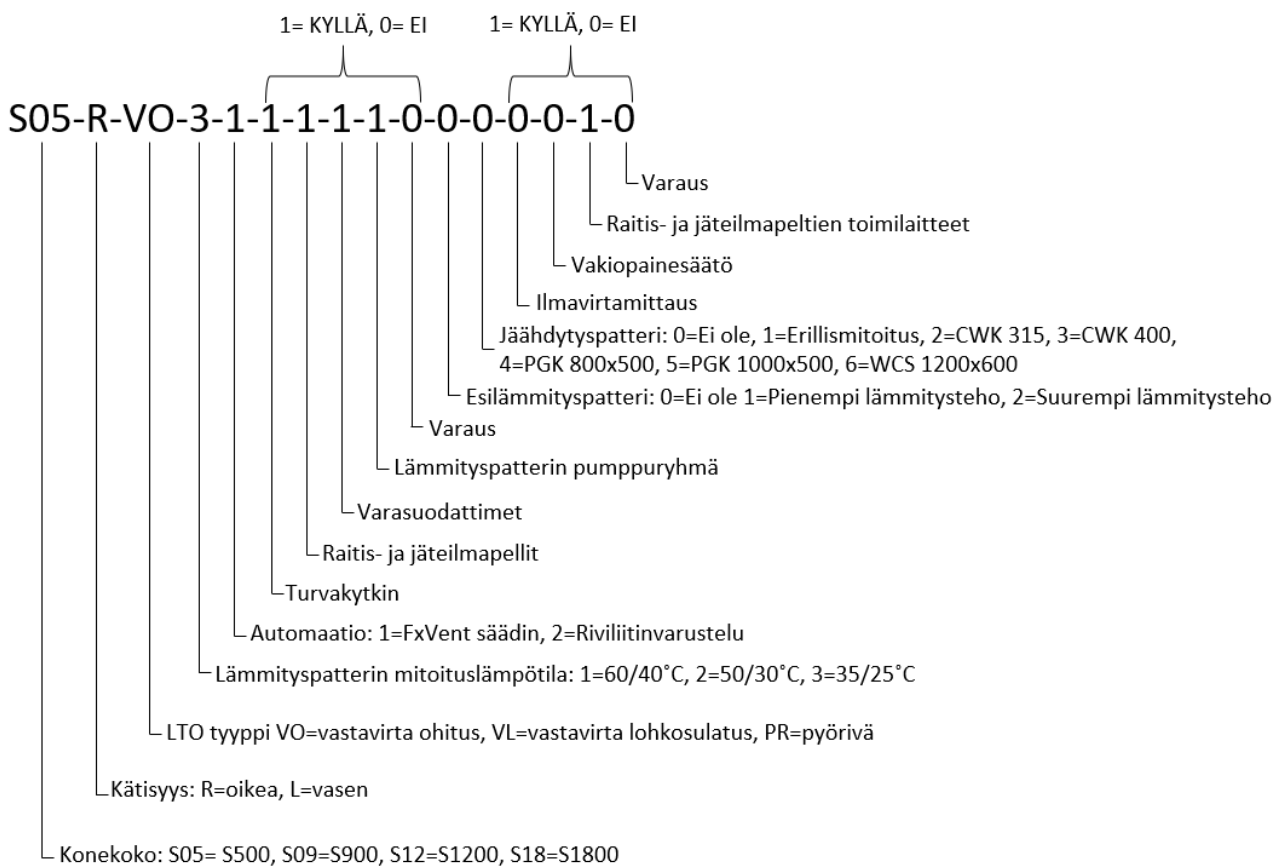 1= KYLLÄ, 0= EI
1= KYLLÄ, 0= EI
S05-R-VO-3-1-1-1-1-1-0-0-0-0-0-1-0
Varaus
Raitis- ja jäteilmapeltien toimilaitteet
Vakiopainesäätö
Ilmavirtamittaus
Jäähdytyspatteri: 0=Ei ole, 1=Erillismitoitus, 2=CWK 315, 3=CWK 400,
4=PGK 800x500, 5=PGK 1000x500, 6=WCS 1200x600
Esilämmityspatteri: 0=Ei ole 1=Pienempi lämmitysteho, 2=Suurempi lämmitysteho
Varaus
Lämmityspatterin pumppuryhmä
Varasuodattimet
Raitis- ja jäteilmapellit
Turvakytkin
Automaatio: 1=FxVent säädin, 2=Riviliitinvarustelu
Lämmityspatterin mitoituslämpötila: 1=60/40˚C, 2=50/30˚C, 3=35/25˚C
LTO tyyppi VO=vastavirta ohitus, VL=vastavirta lohkosulatus, PR=pyörivä
Kätisyys: R=oikea, L=vasen
Konekoko: S05= S500, S09=S900, S12=S1200, S18=S1800